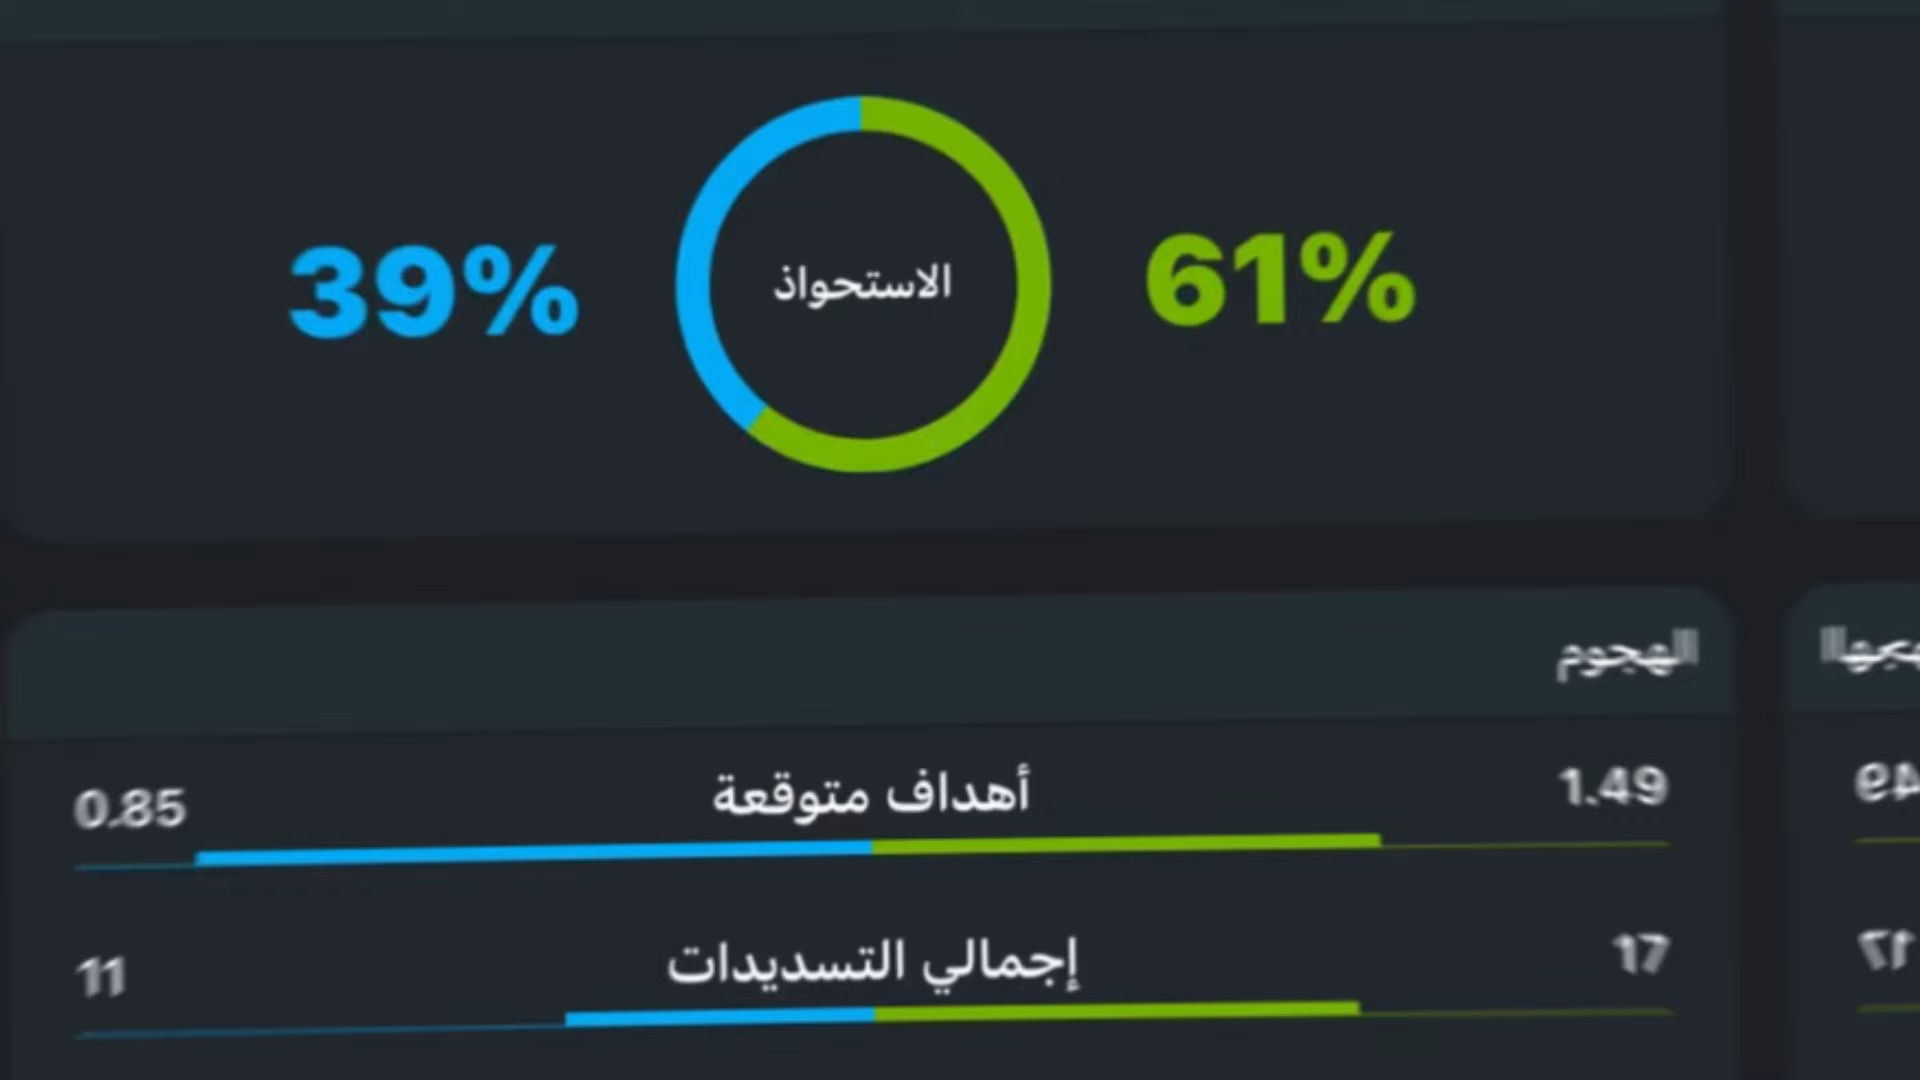 61% الاستحواذ 39%
الهجوم
1.49 أهداف متوقعة 0.85
17 إجمالي التسديدات 11